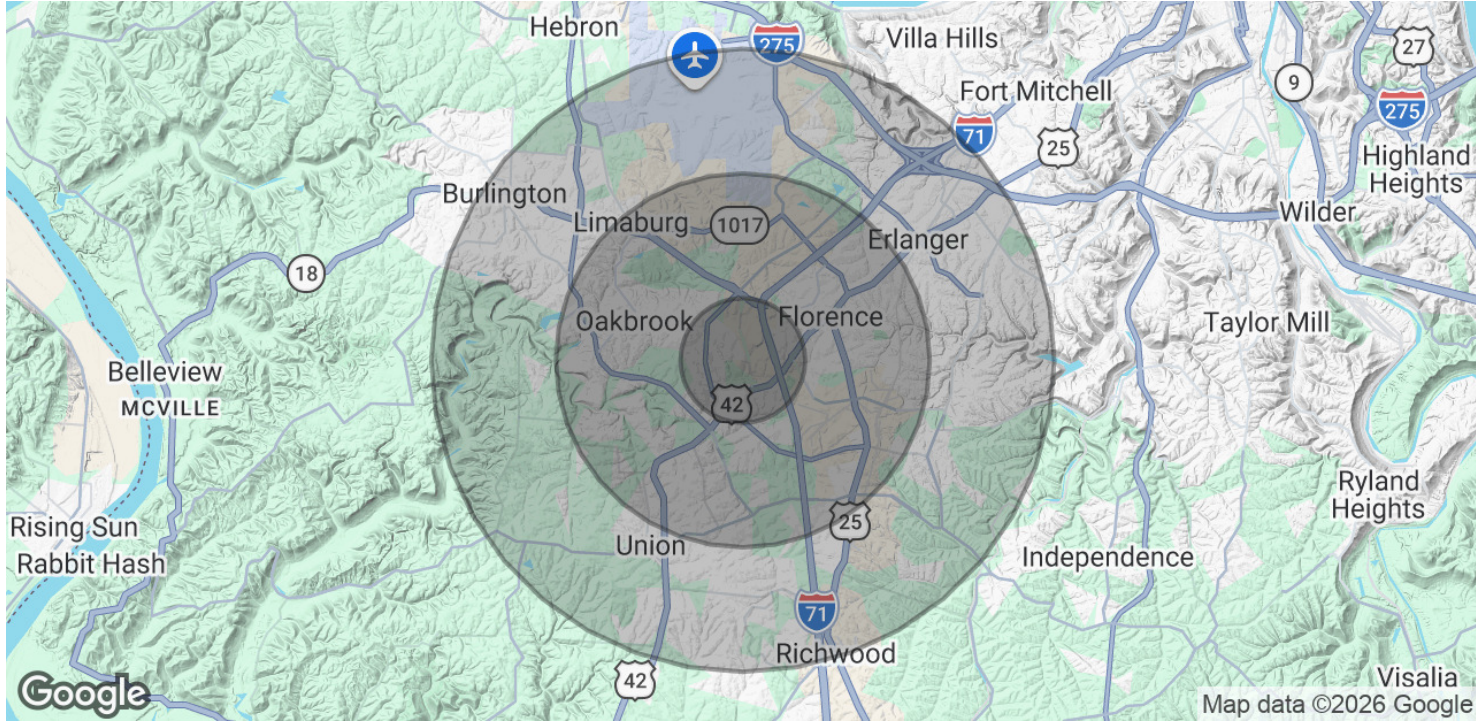 Hebron
275
Villa Hills
27
9
Fort Mitchell
275
71
25
Highland
Heights
Burlington
Limaburg
1017
Wilder
Erlanger
18
Oakbrook
Florence
Taylor Mill
Belleview
MCVILLE
42
Ryland
Heights
Rising Sun
25
Rabbit Hash
Union
Independence
71
Richwood
42
Visalia
Google
Map data ©2026 Google